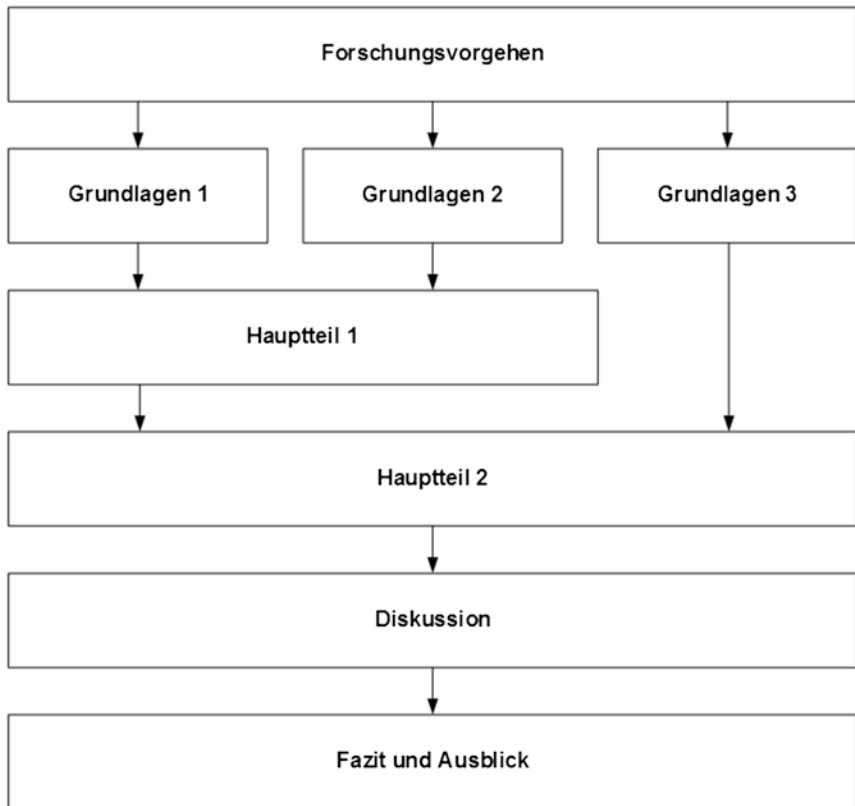 Forschungsvorgehen
Grundlagen 1
Grundlagen 2
Grundlagen 3
Hauptteil 1
Hauptteil 2
Diskussion
Fazit und Ausblick